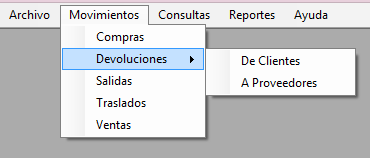 Archivo Movimientos Consultas Reportes Ayuda
Compras
Devoluciones
De Clientes
A Proveedores
Salidas
Traslados
Ventas